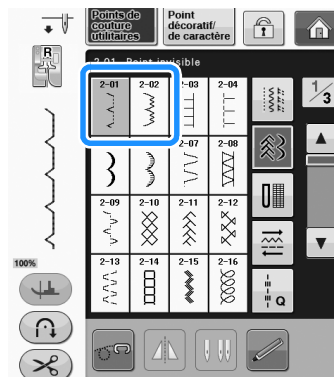 Points de
couture
utilitaires
Point
décoratif/
de caractère
R
2-01 Point invisible
1/3
2-01 2-02 2-03 2-04
2-07 2-08
2-09 2-10 2-11 2-12
2-13 2-14 2-15 2-16
100%
Q